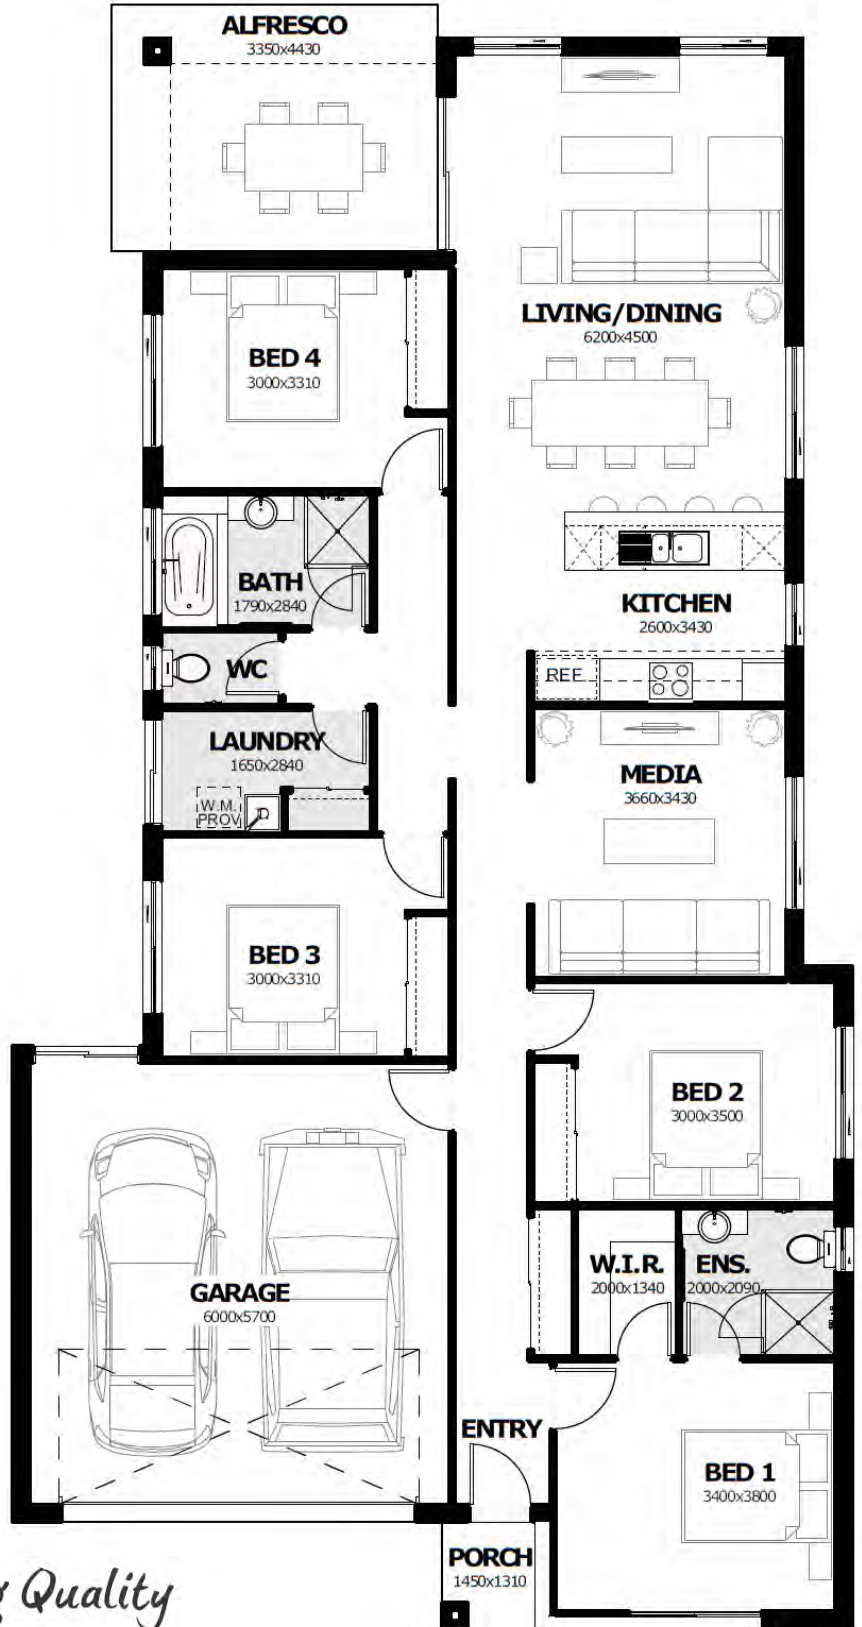 ALFRESCO
3350x4430
LIVING/DINING
6200x4500
BED 4
3000x3310
BATH
1790x2840
KITCHEN
2600x3430
WC
REF.
LAUNDRY
1650x2840
MEDIA
3660x3430
W.M.
PROV
BED 3
3000x3310
BED 2
3000x3500
W.I.R.
2000x1340
ENS.
2000x2090
GARAGE
6000x5700
ENTRY
BED 1
3400x3800
PORCH
1450x1310
Quality